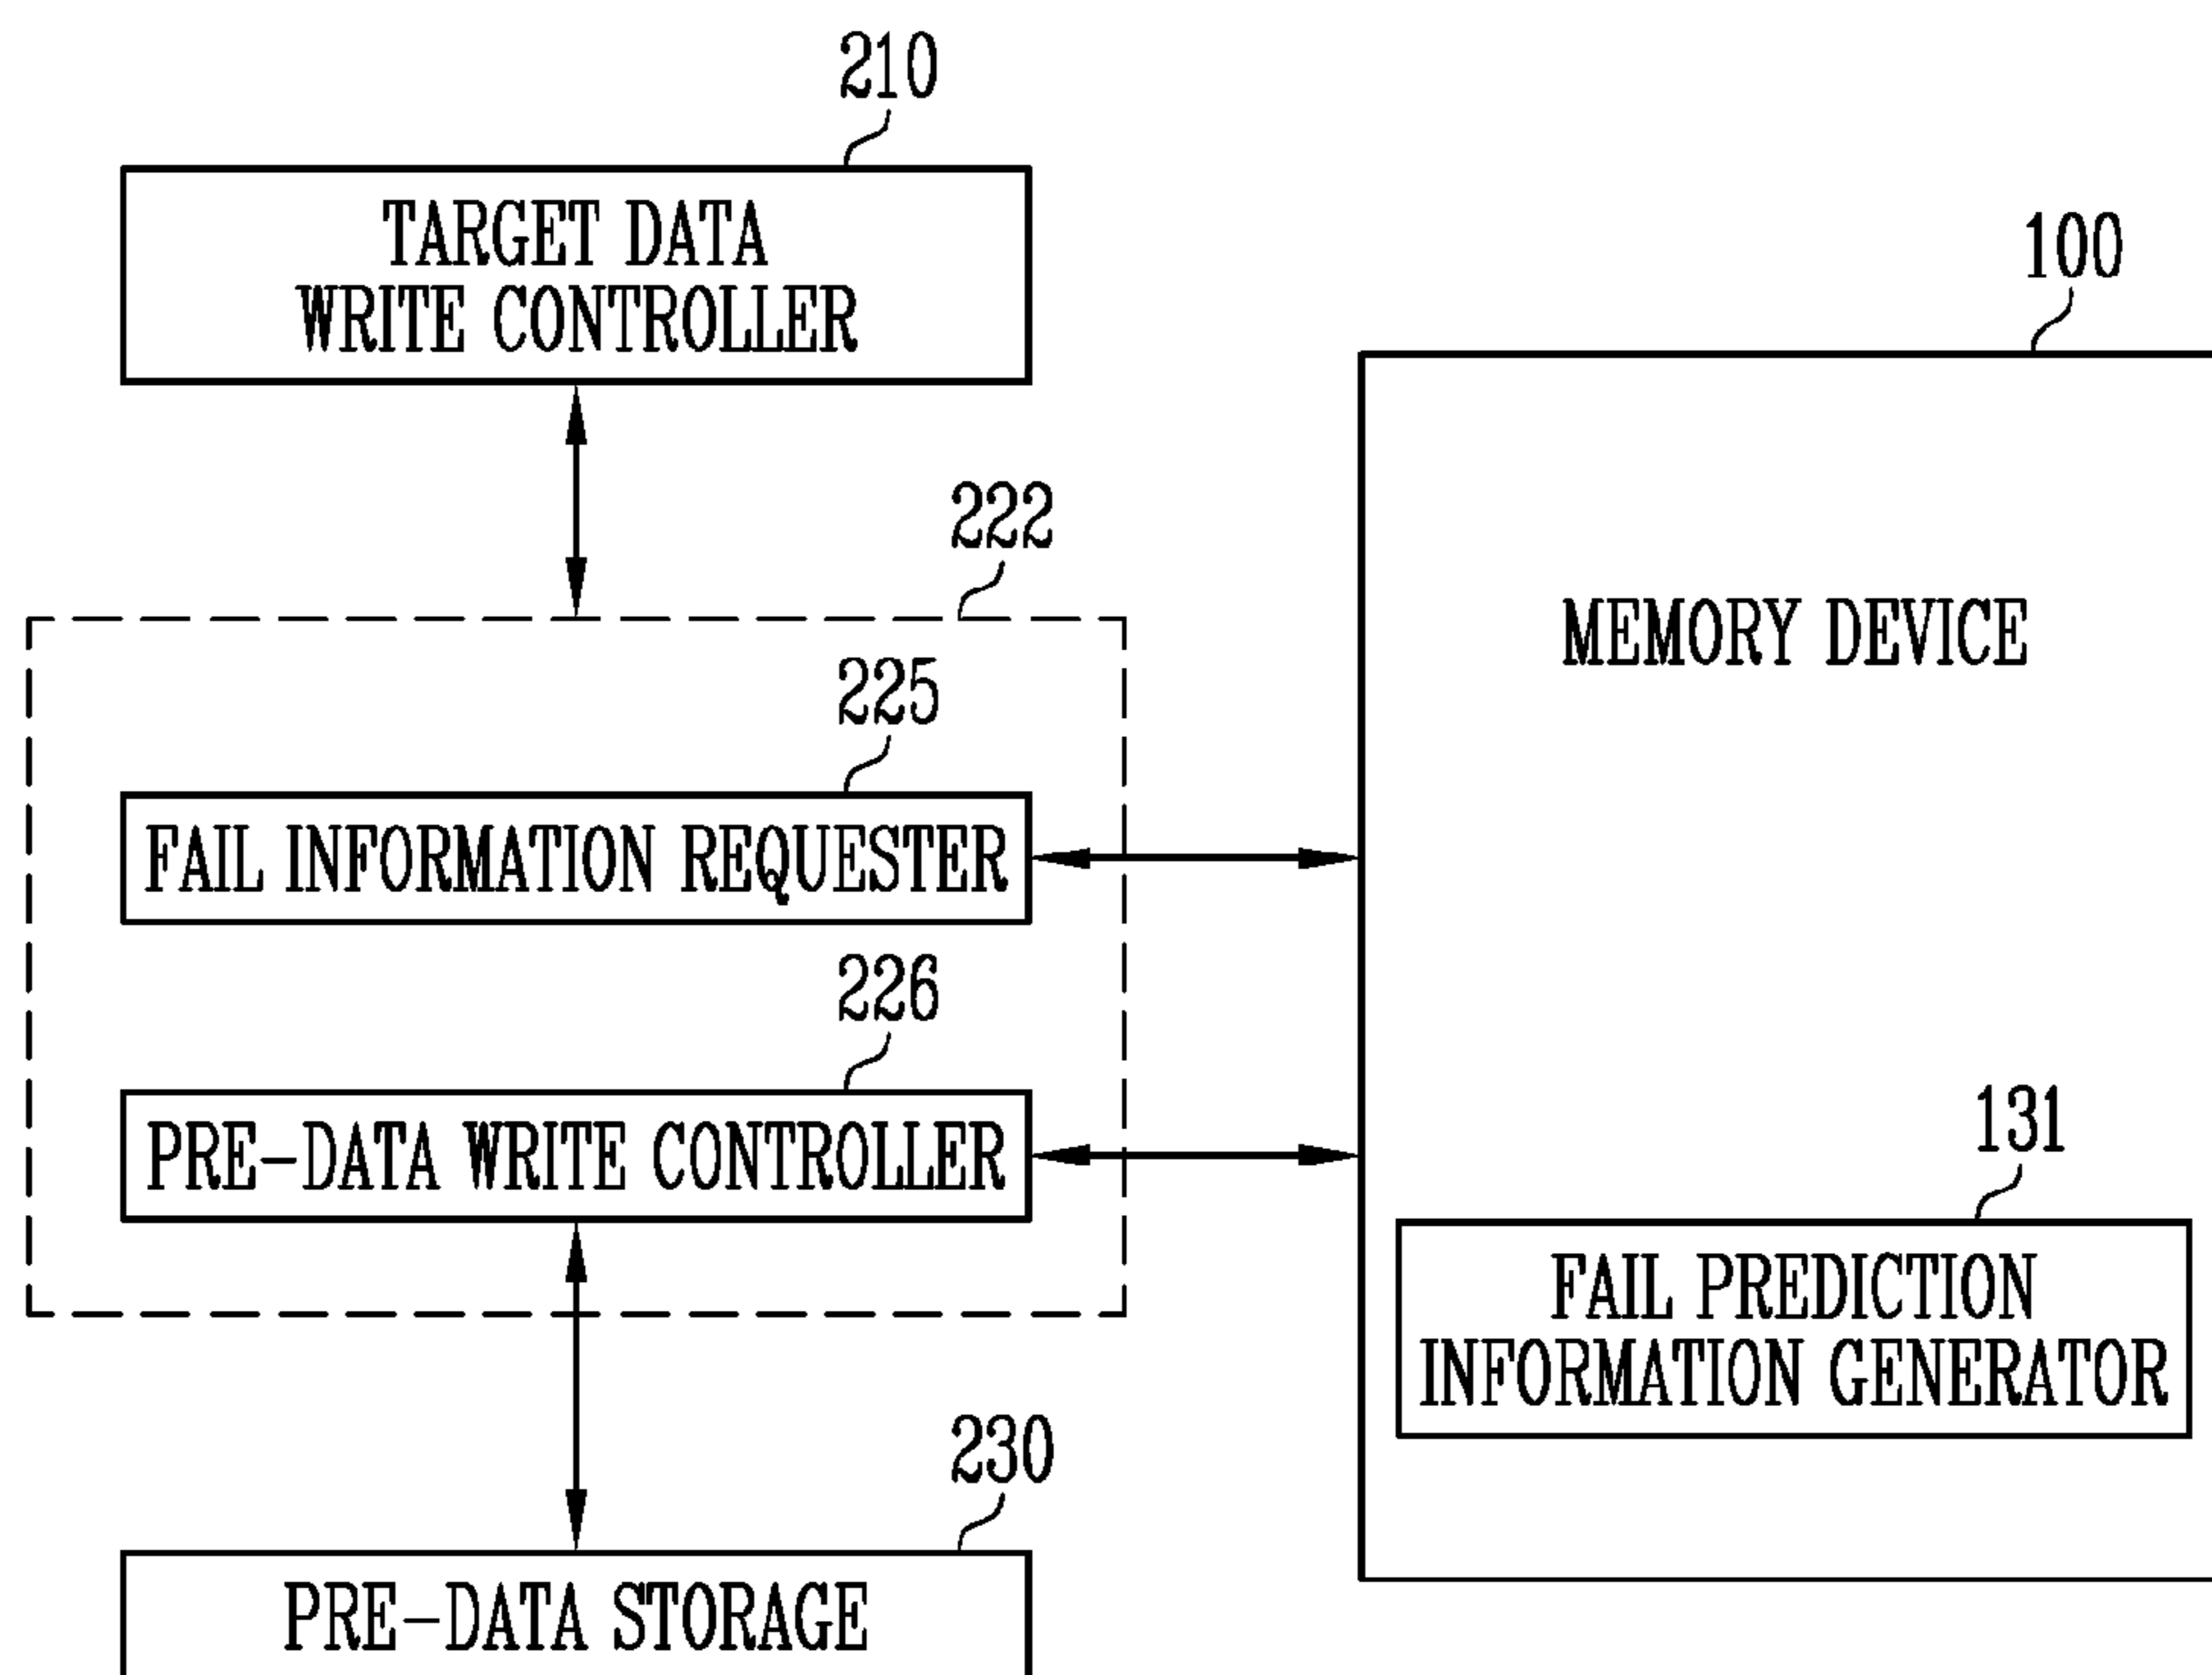 210
TARGET DATA
WRITE CONTROLLER
100
222
MEMORY DEVICE
225
FAIL INFORMATION REQUESTER
226
PRE-DATA WRITE CONTROLLER
131
FAIL PREDICTION
INFORMATION GENERATOR
230
PRE-DATA STORAGE